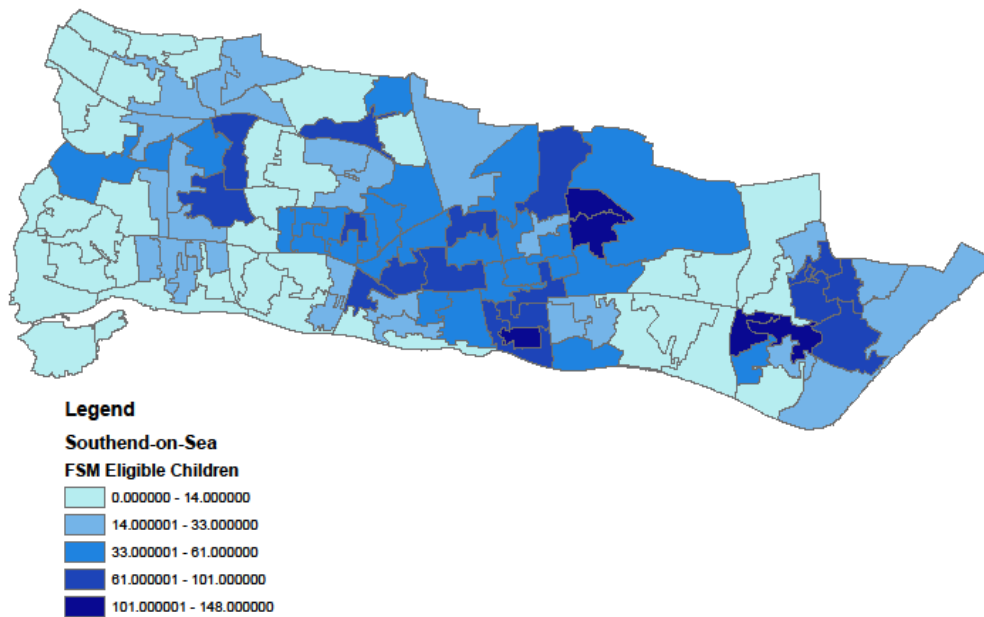 Legend
Southend-on-Sea
FSM Eligible Children
0.000000 - 14.000000
14.000001 - 33.000000
33.000001 - 61.000000
61.000001 - 101.000000
101.000001 - 148.000000